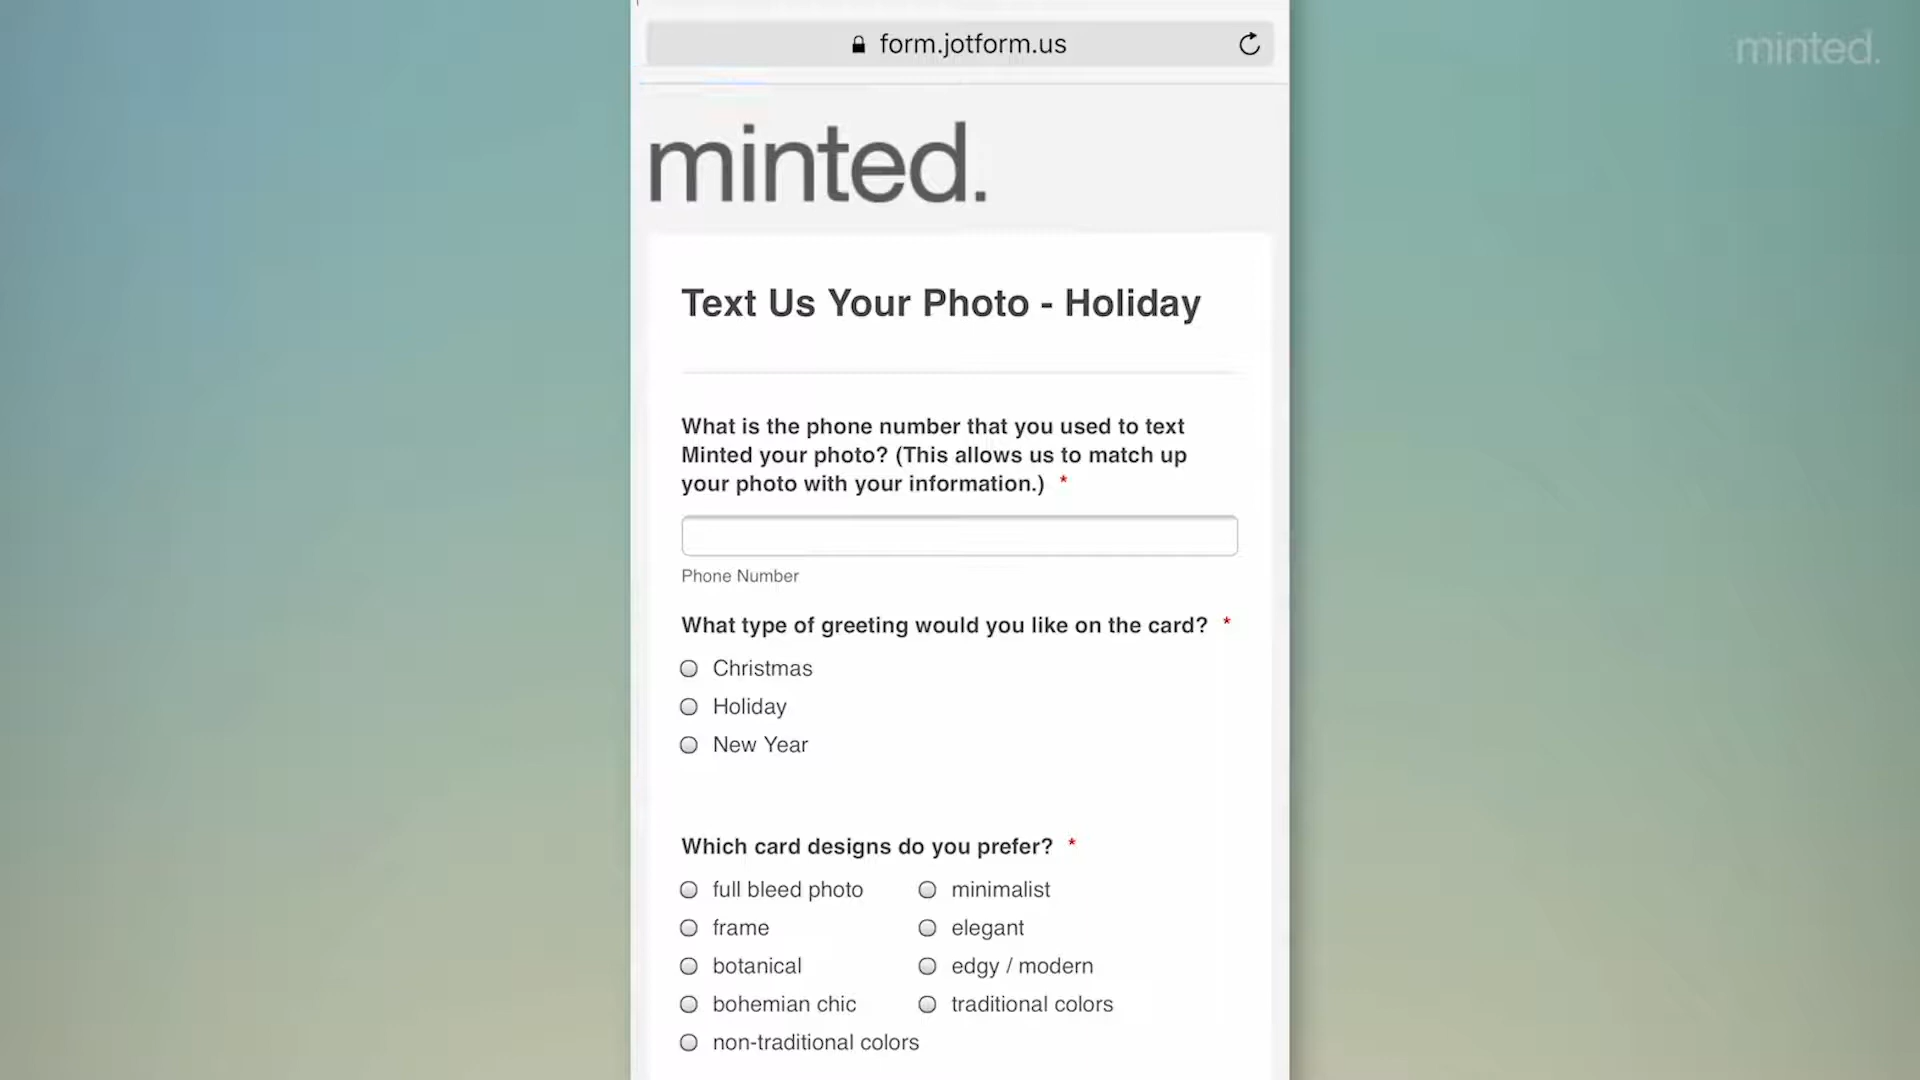 form.jotform.us
minted.
minted.
Text Us Your Photo - Holiday
What is the phone number that you used to text
Minted your photo? (This allows us to match up
your photo with your information.) *
Phone Number
What type of greeting would you like on the card? *
Christmas
Holiday
New Year
Which card designs do you prefer? *
full bleed photo
minimalist
frame
elegant
botanical
edgy / modern
bohemian chic
traditional colors
non-traditional colors